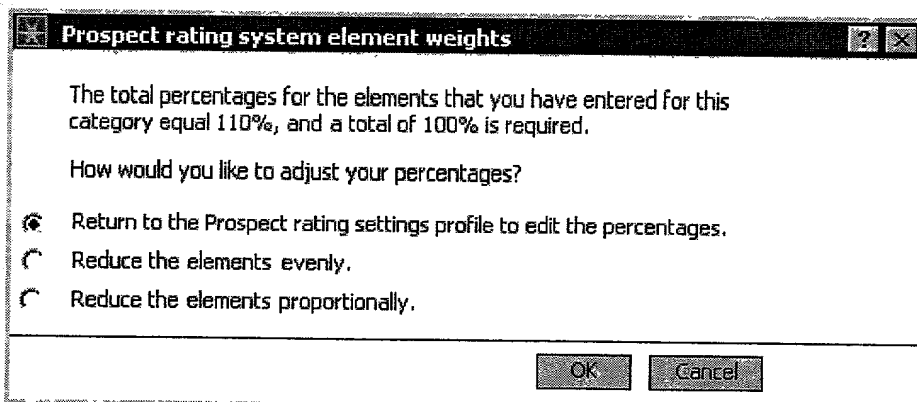 Prospect rating system element weights
The total percentages for the elements that you have entered for this
category equal 110%, and a total of 100% is required.
How would you like to adjust your percentages?
Return to the Prospect rating settings profile to edit the percentages.
Reduce the elements evenly.
Reduce the elements proportionally.
OK Cancel